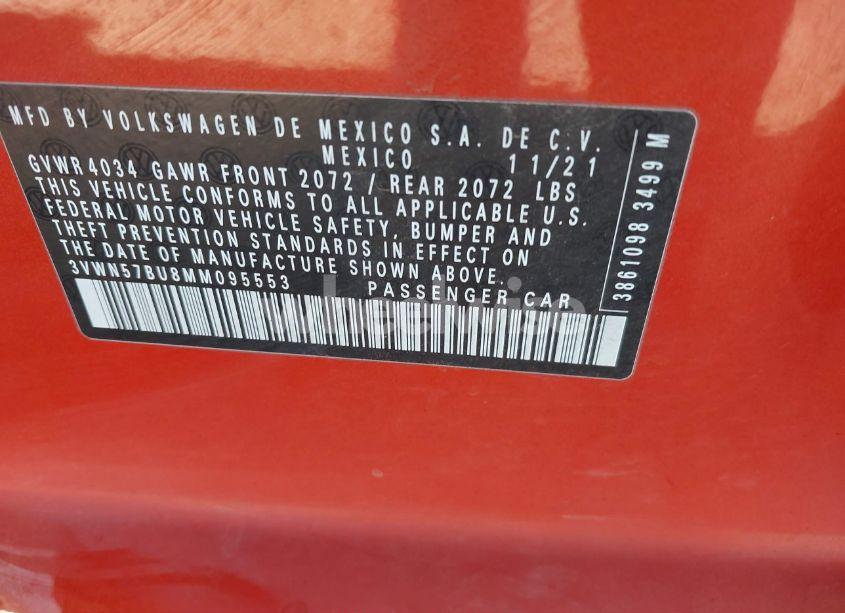 MFD BY VOLKSWAGEN DE MEXICO S.A. DE C.V.
MEXICO 11/21
GVWR 4034 GAWR FRONT 2072 / REAR 2072 LBS
THIS VEHICLE CONFORMS TO ALL APPLICABLE U.S.
FEDERAL MOTOR VEHICLE SAFETY, BUMPER AND
THEFT PREVENTION STANDARDS IN EFFECT ON
THE DATE OF MANUFACTURE SHOWN ABOVE.
3VWN57BU8MM095553 PASSENGER CAR
3861098 3499 M